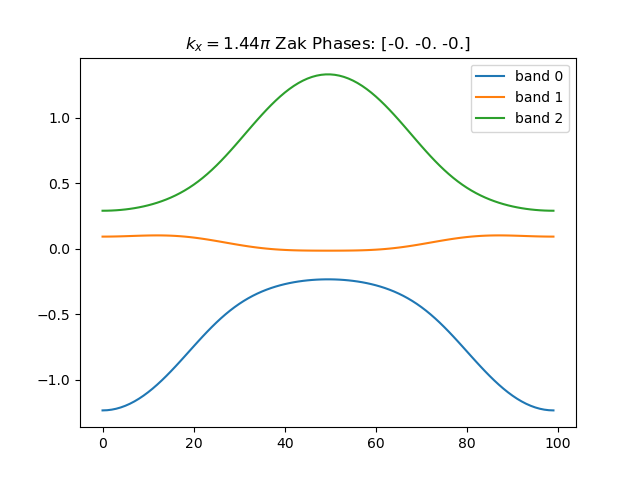 $k_x = 1.44\pi$ Zak Phases: [-0. -0. -0.]
band 0
band 1
band 2
1.0
0.5
0.0
−0.5
−1.0
0 20 40 60 80 100